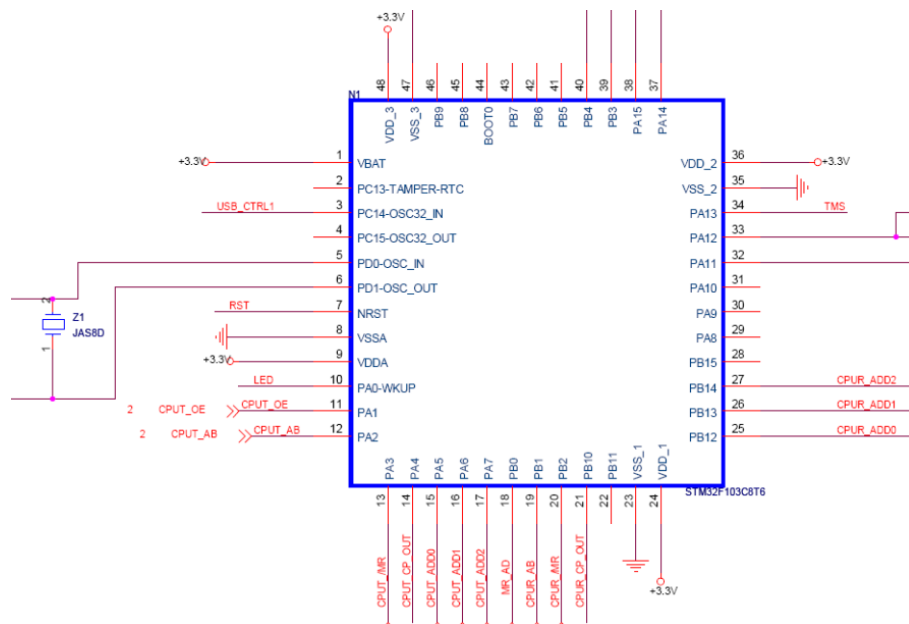 +3.3V
48
47
46
45
44
43
42
41
40
39
38
37
N1
VDD_3
VSS_3
PB9
PB8
BOOT0
PB7
PB6
PB5
PB4
PB3
PA15
PA14
+3.3V
1
VBAT
VDD_2
36
+3.3V
2
PC13-TAMPER-RTC
VSS_2
35
USB_CTRL1
3
PC14-OSC32_IN
PA13
34
TMS
4
PC15-OSC32_OUT
PA12
33
5
PD0-OSC_IN
PA11
32
6
PD1-OSC_OUT
PA10
31
2
Z1
JAS8D
1
RST
7
NRST
PA9
30
8
VSSA
PA8
29
+3.3V
9
VDDA
PB15
28
LED
10
PA0-WKUP
PB14
27
CPUR_ADD2
2
CPUT_OE
CPUT_OE
11
PA1
PB13
26
CPUR_ADD1
2
CPUT_AB
CPUT_AB
12
PA2
PB12
25
CPUR_ADD0
PA3
PA4
PA5
PA6
PA7
PB0
PB1
PB2
PB10
PB11
VSS_1
VDD_1
STM32F103C8T6
13
14
15
16
17
18
19
20
21
22
23
24
CPUT_/MR
CPUT_CP_OUT
CPUT_ADD0
CPUT_ADD1
CPUT_ADD2
MR_AD
CPUR_AB
CPUR_/MR
CPUR_CP_OUT
+3.3V